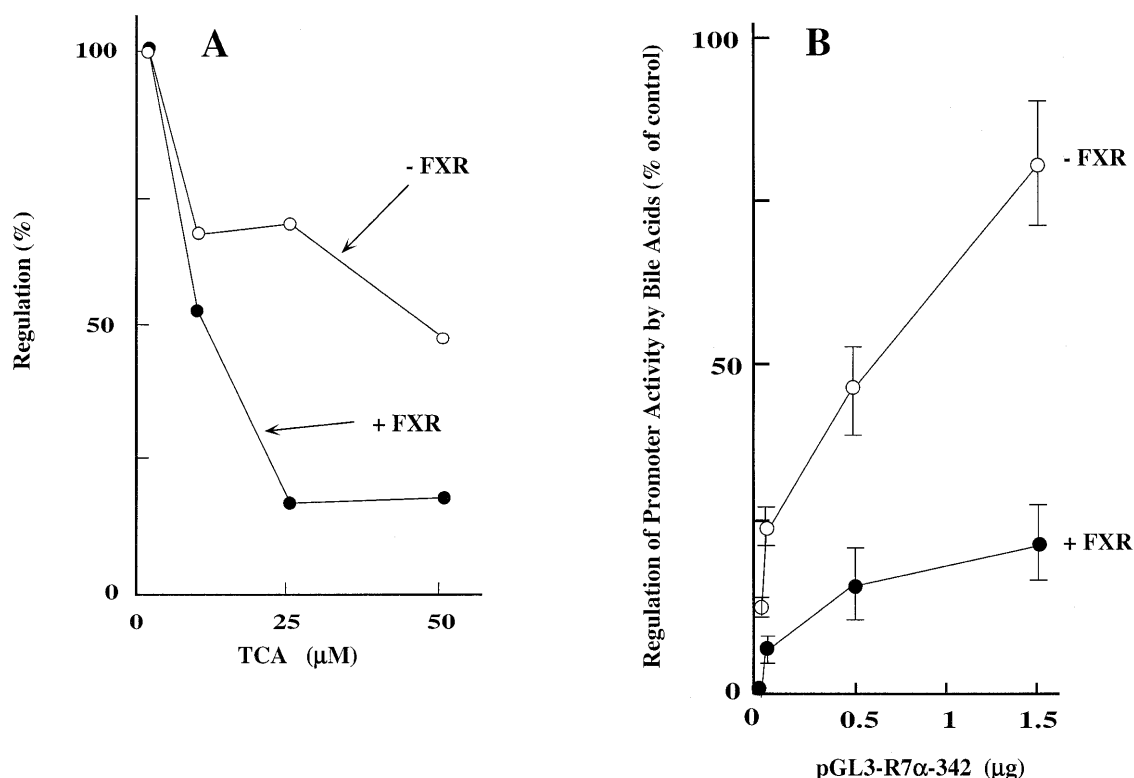 A
100
50
0
Regulation (%)
- FXR
+ FXR
0 25 50
TCA (μM)
B
100
50
0
Regulation of Promoter Activity by Bile Acids (% of control)
- FXR
+ FXR
0 0.5 1 1.5
pGL3-R7α-342 (μg)